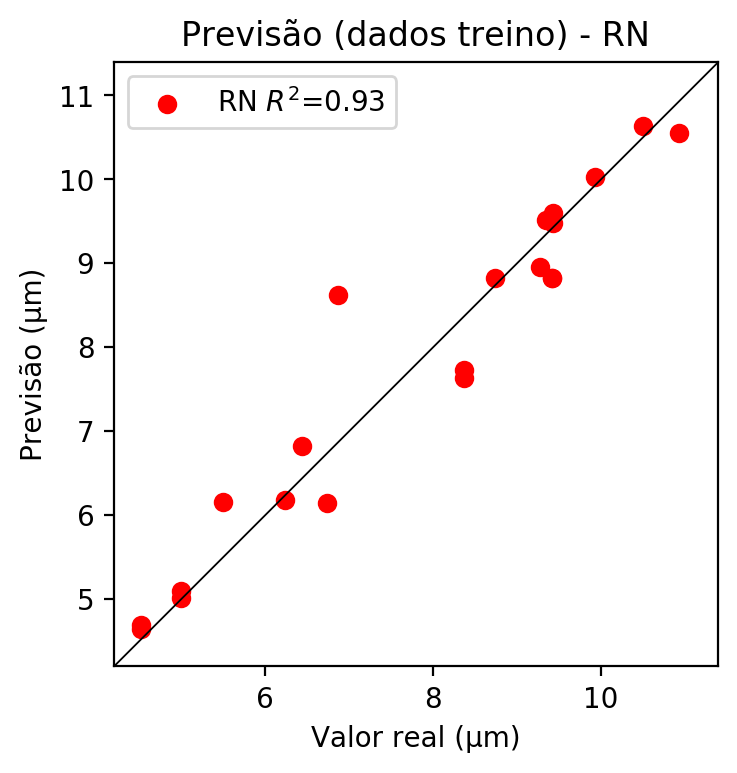 Previsão (dados treino) - RN
RN R²=0.93
11
10
9
8
7
6
5
Previsão (µm)
6 8 10
Valor real (µm)